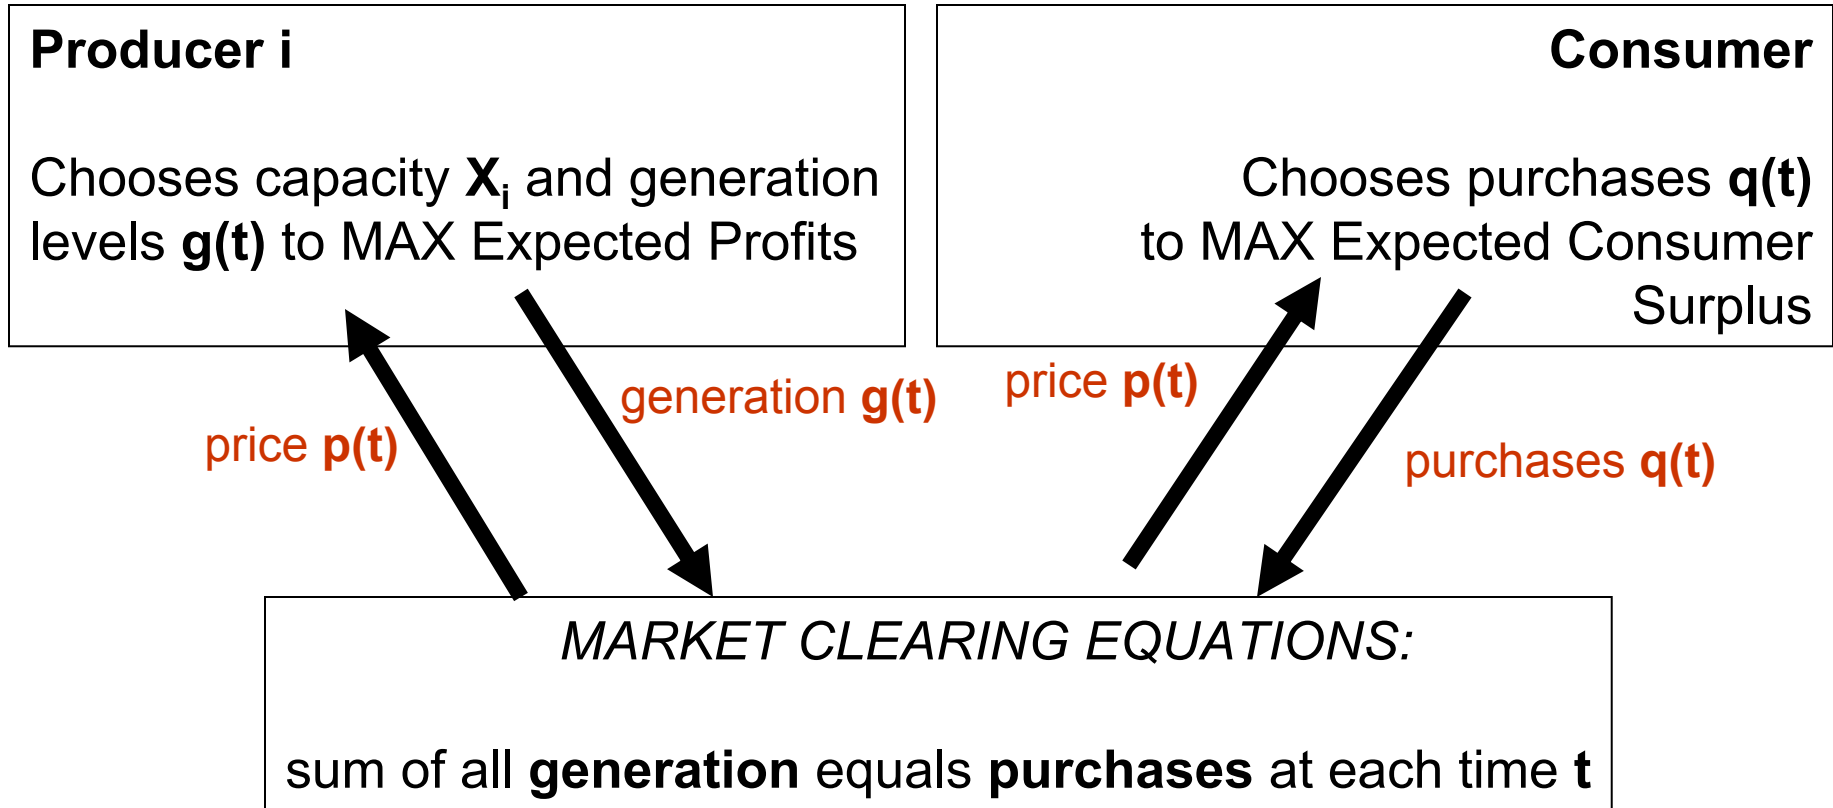 Producer i
Chooses capacity Xi and generation
levels g(t) to MAX Expected Profits
Consumer
Chooses purchases q(t)
to MAX Expected Consumer
Surplus
price p(t)
generation g(t)
price p(t)
purchases q(t)
MARKET CLEARING EQUATIONS:
sum of all generation equals purchases at each time t